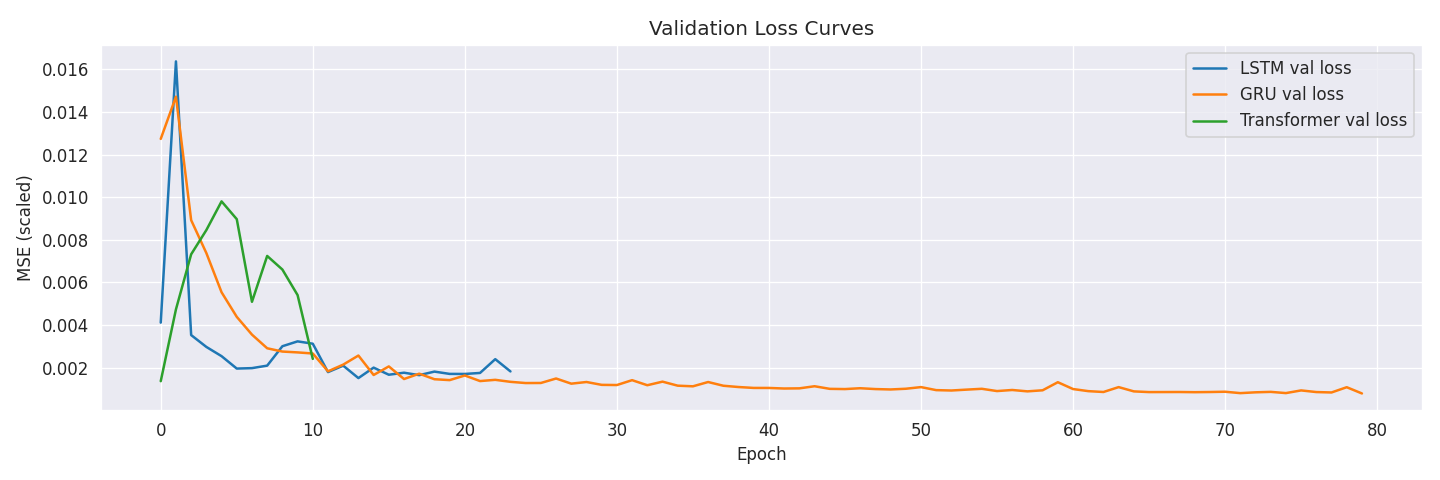 Validation Loss Curves
LSTM val loss
GRU val loss
Transformer val loss
MSE (scaled)
0.016
0.014
0.012
0.010
0.008
0.006
0.004
0.002
0 10 20 30 40 50 60 70 80
Epoch